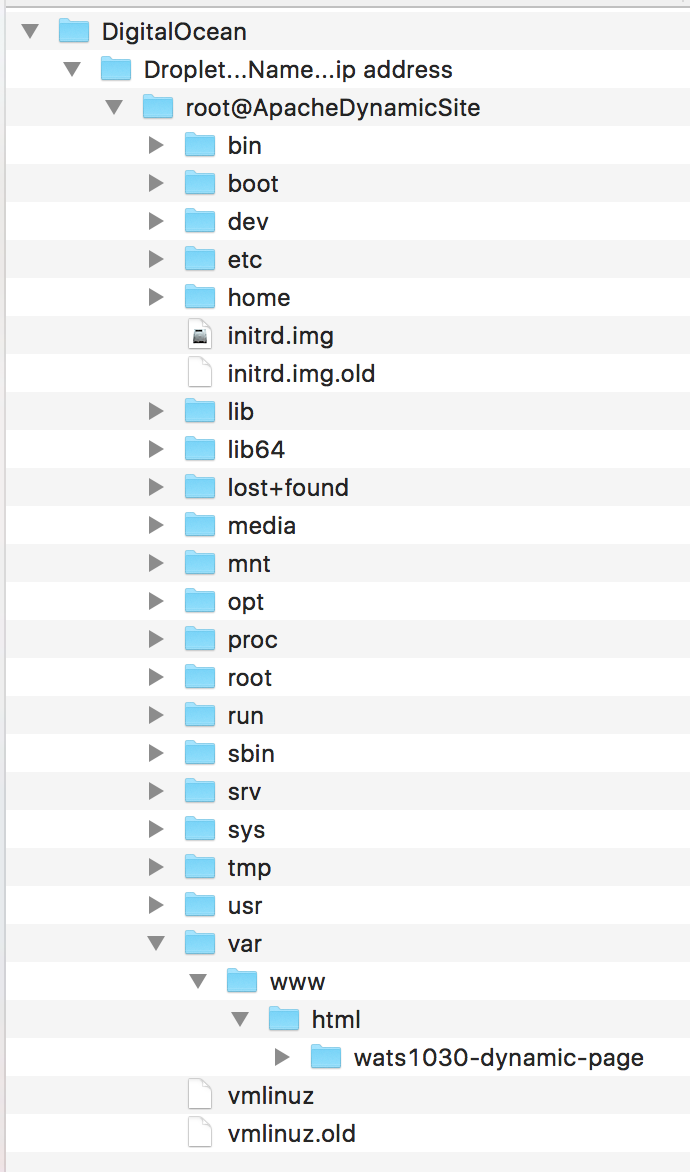 DigitalOcean
Droplet...Name...ip address
root@ApacheDynamicSite
bin
boot
dev
etc
home
initrd.img
initrd.img.old
lib
lib64
lost+found
media
mnt
opt
proc
root
run
sbin
srv
sys
tmp
usr
var
www
html
wats1030-dynamic-page
vmlinuz
vmlinuz.old